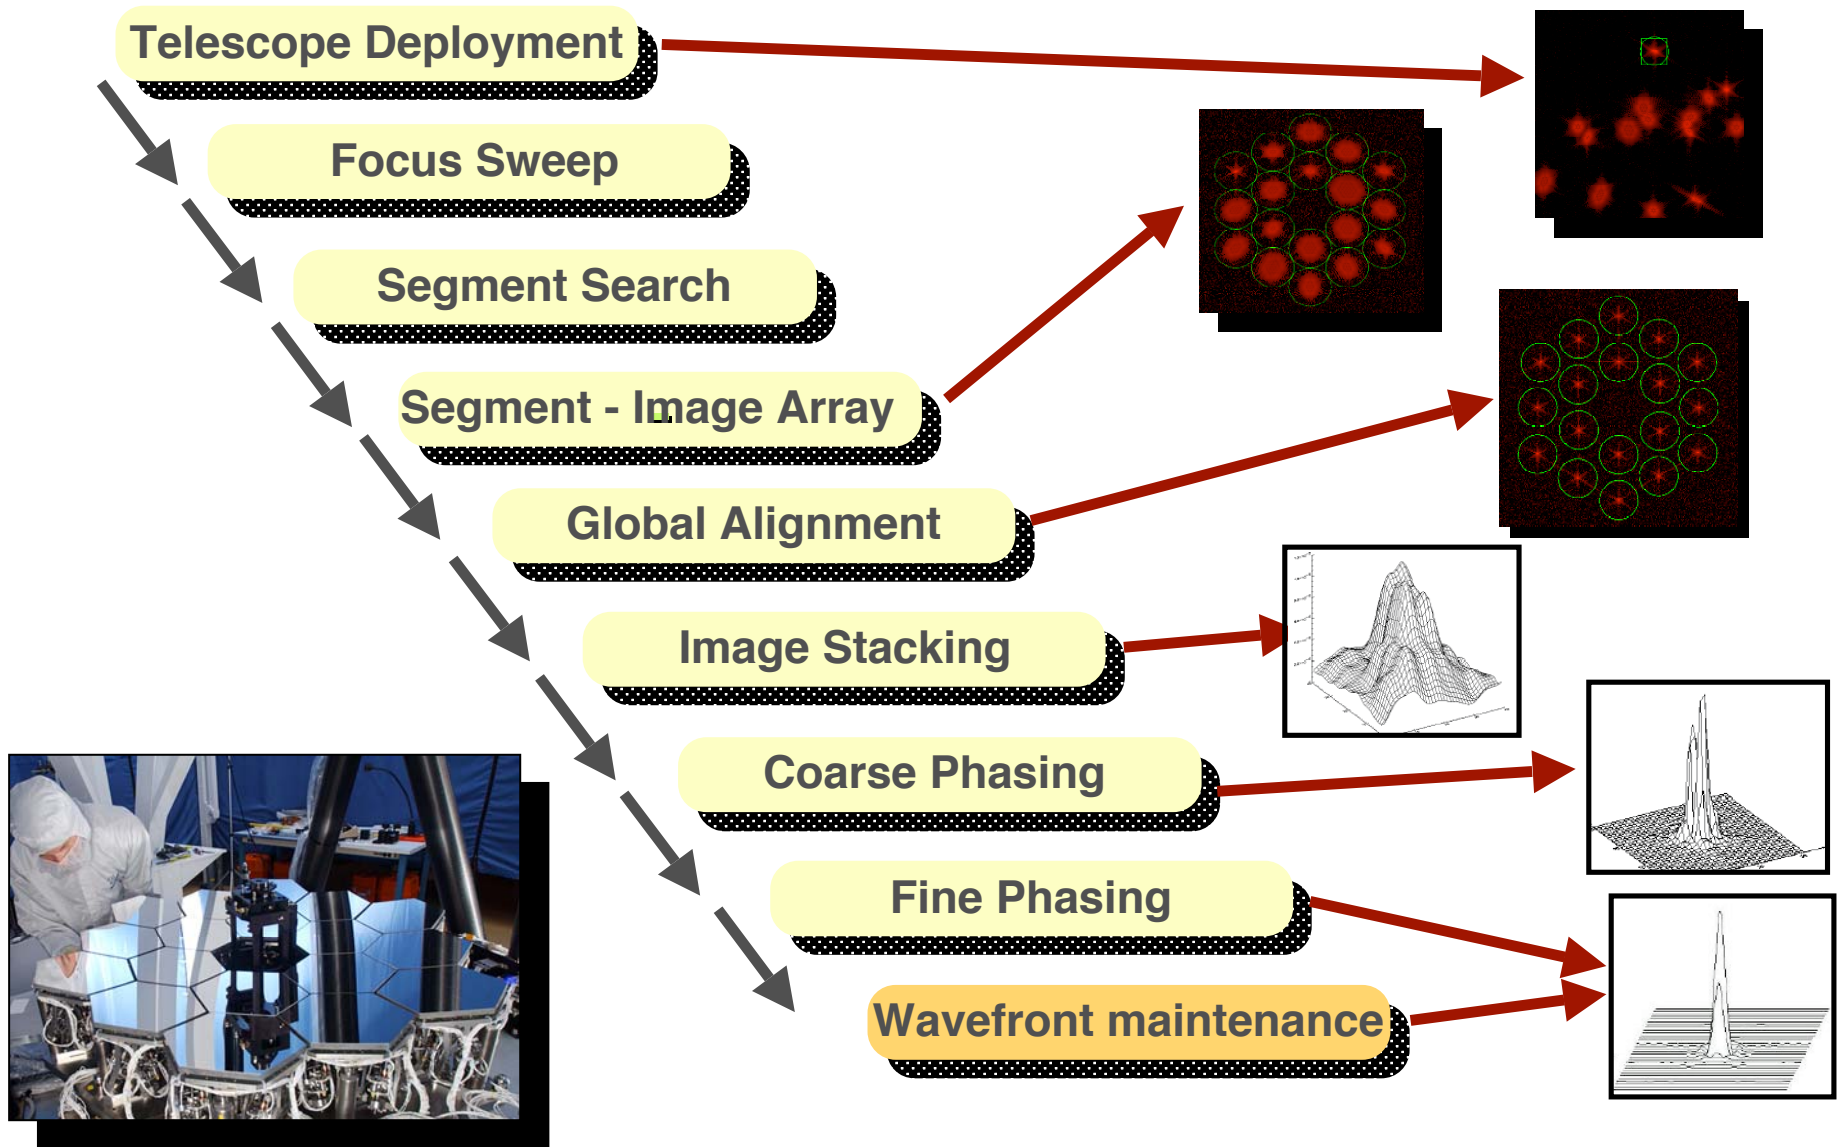 Telescope Deployment
Focus Sweep
Segment Search
Segment - Image Array
Global Alignment
Image Stacking
Coarse Phasing
Fine Phasing
Wavefront maintenance